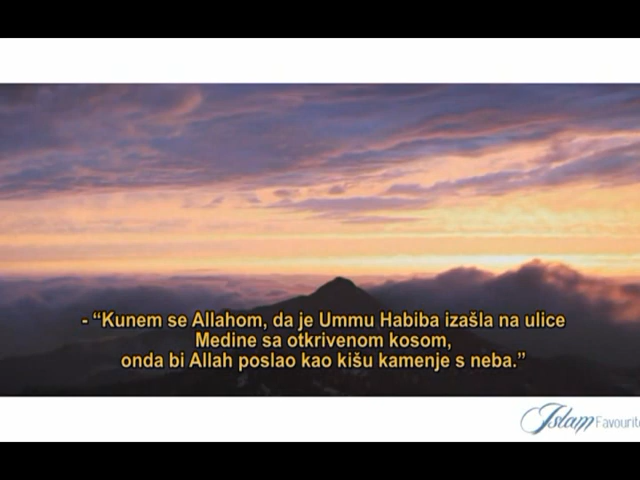 - “Kunem se Allahom, da je Ummu Habiba izašla na ulice
Medine sa otkrivenom kosom,
onda bi Allah poslao kao kišu kamenje s neba.”
Islam Favourite